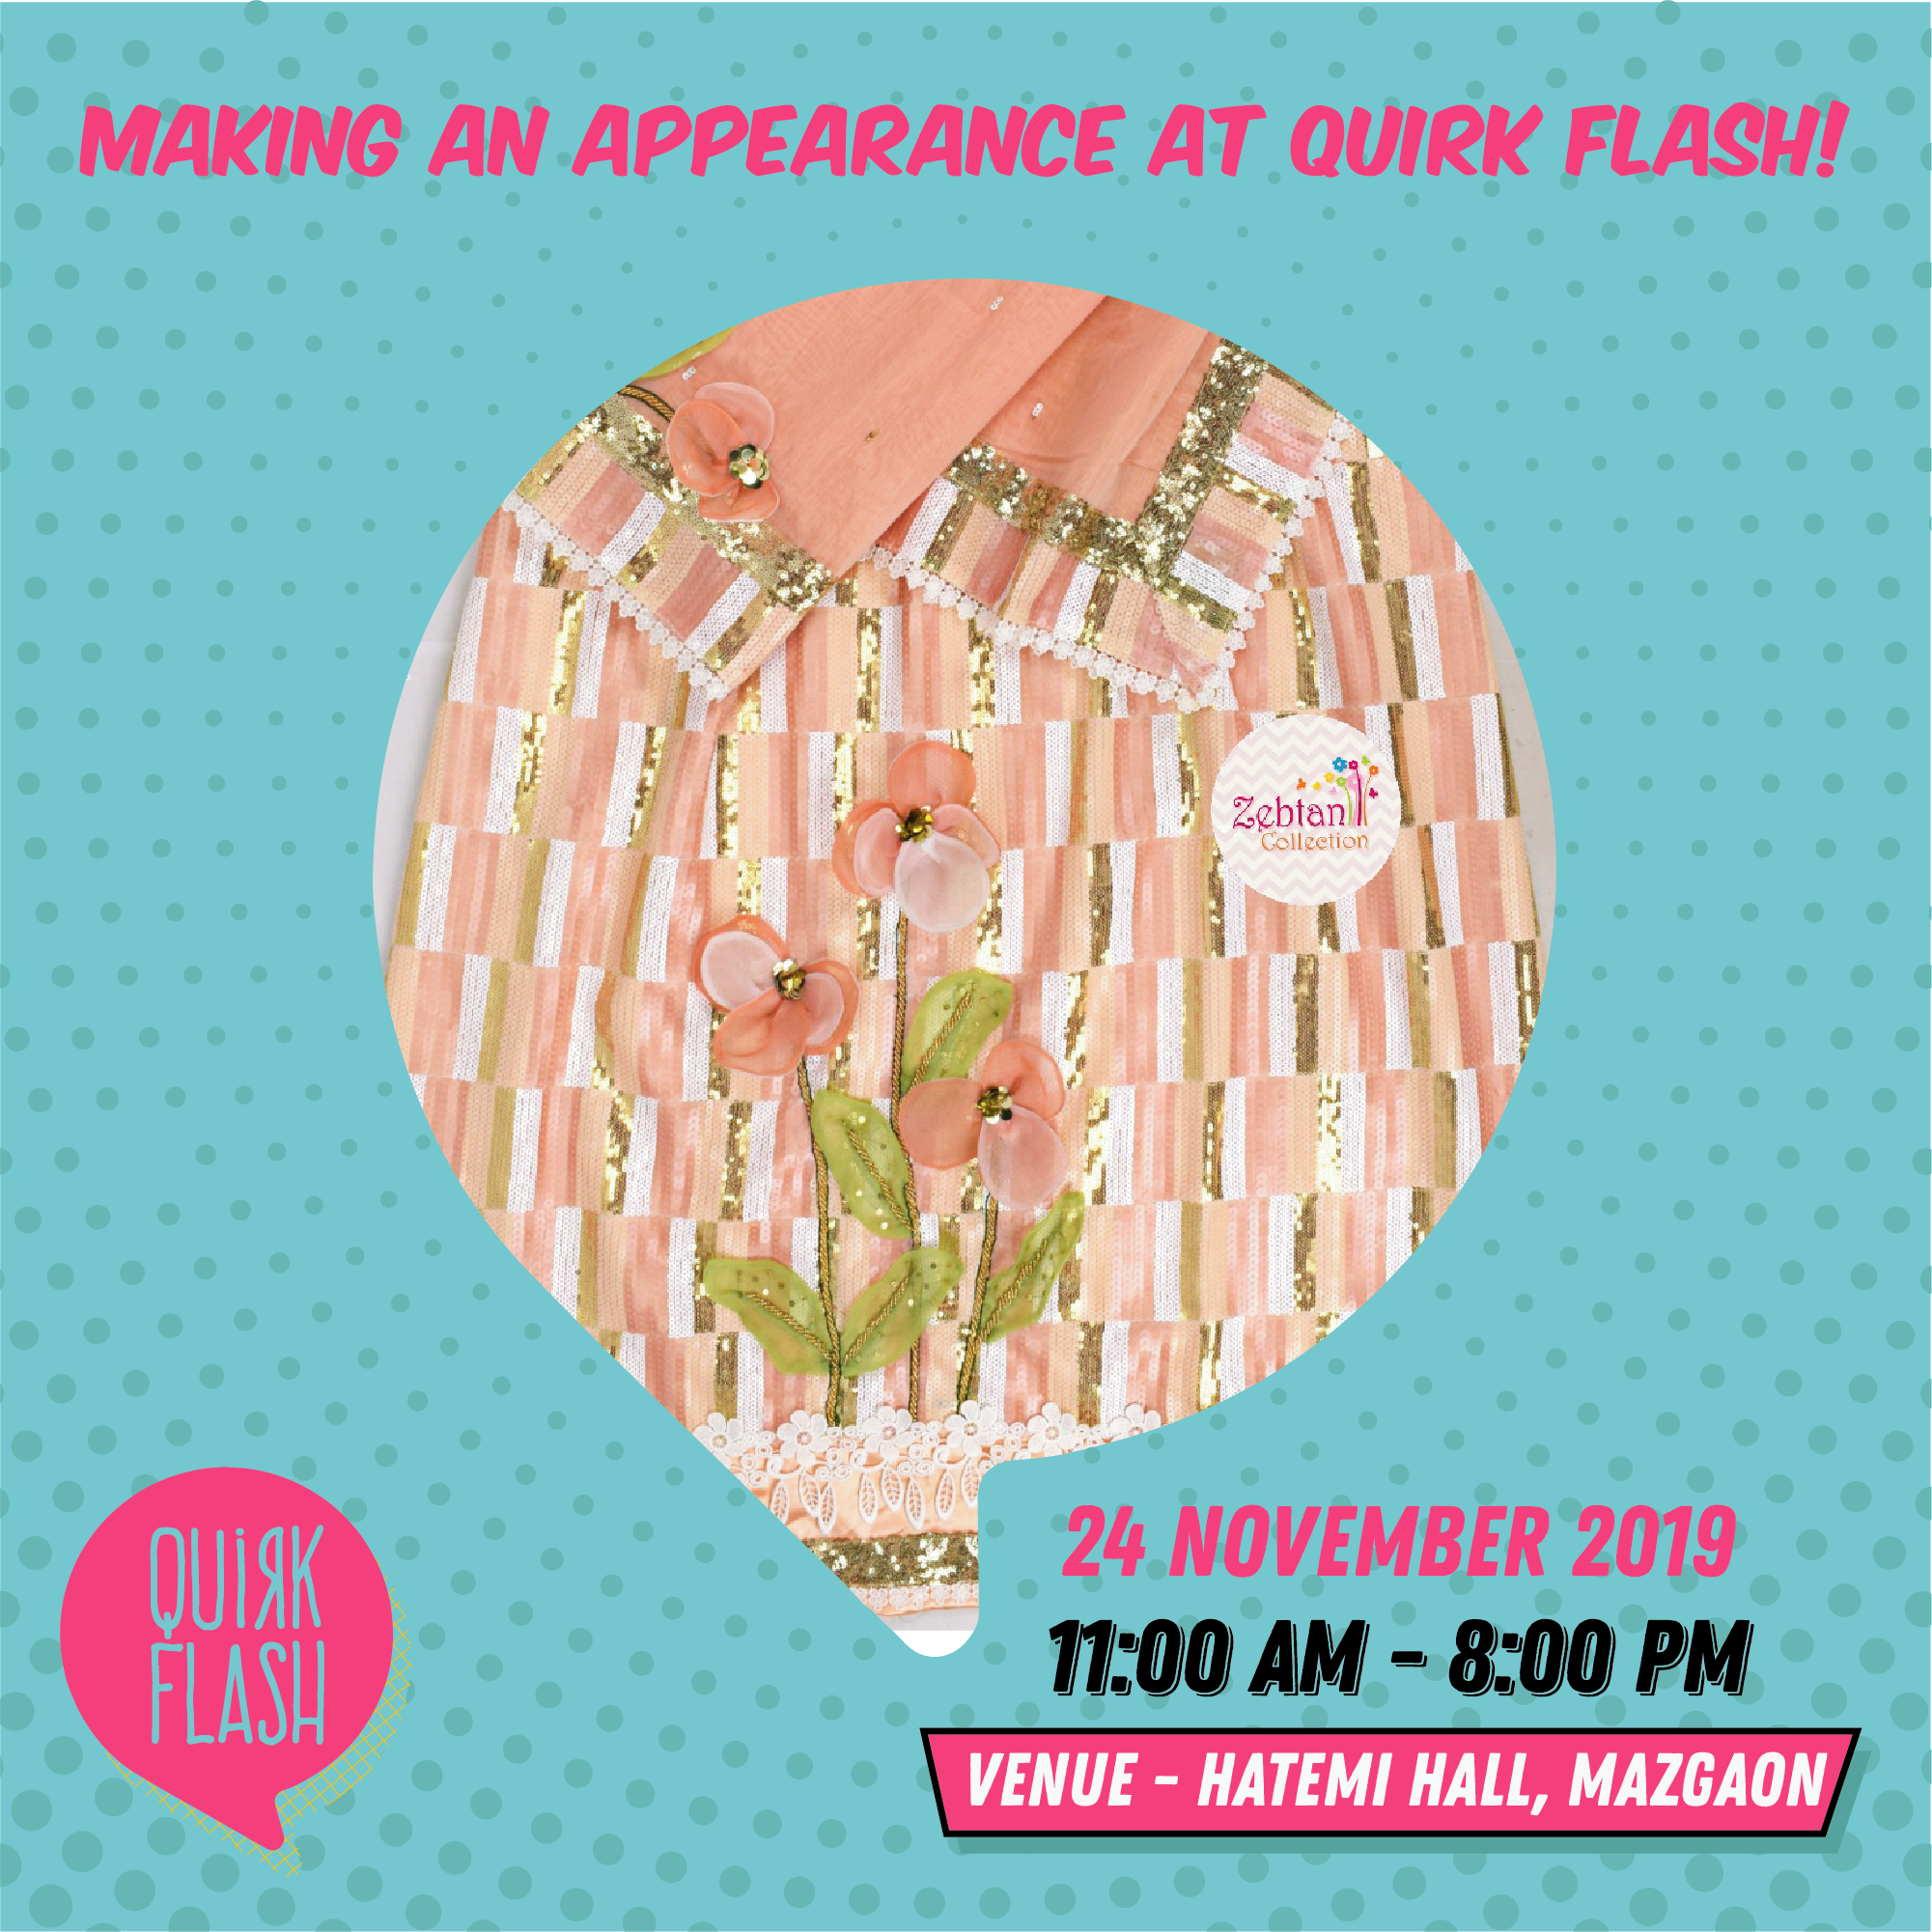 MAKING AN APPEARANCE AT QUIRK FLASH!
Zebtan
Collection
QUIRK
FLASH
24 NOVEMBER 2019
11:00 AM - 8:00 PM
VENUE - HATEMI HALL, MAZGAON